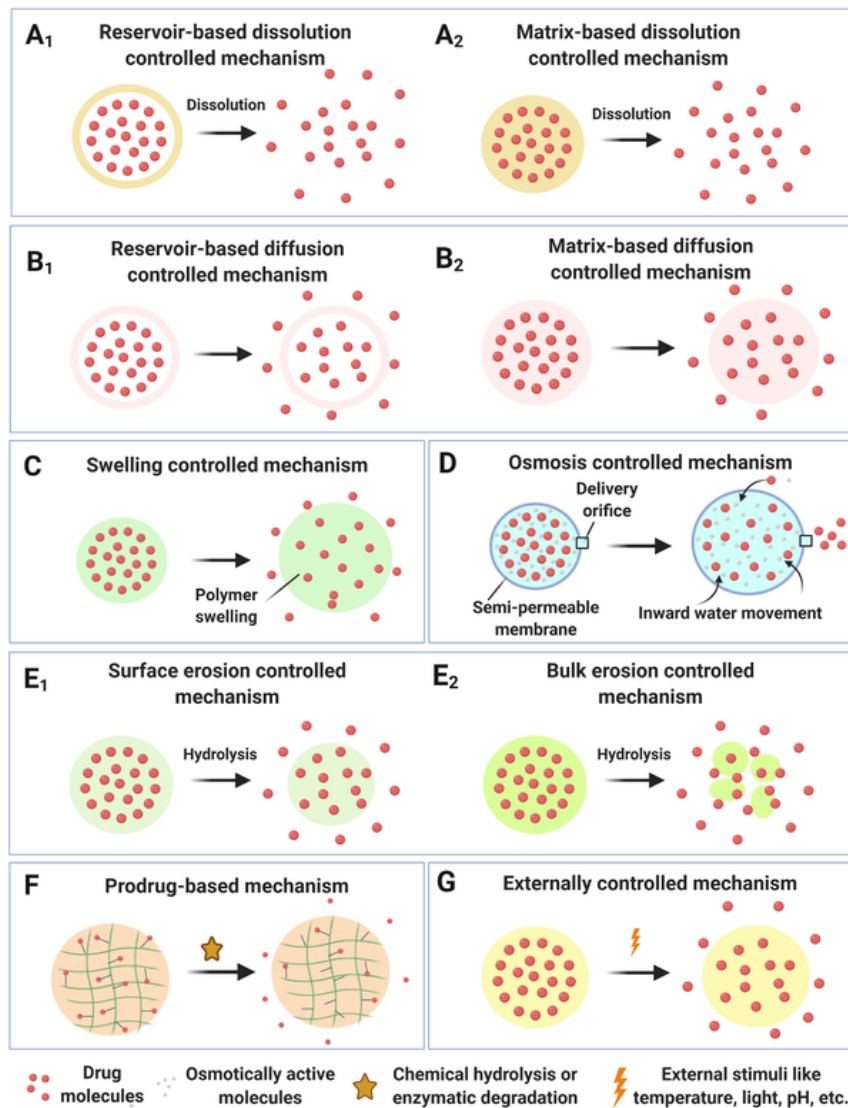 A1
Reservoir-based dissolution
controlled mechanism
Dissolution
A2
Matrix-based dissolution
controlled mechanism
Dissolution
B1
Reservoir-based diffusion
controlled mechanism
B2
Matrix-based diffusion
controlled mechanism
C
Swelling controlled mechanism
Polymer
swelling
D
Osmosis controlled mechanism
Delivery
orifice
Semi-permeable
membrane
Inward water movement
E1
Surface erosion controlled
mechanism
Hydrolysis
E2
Bulk erosion controlled
mechanism
Hydrolysis
F
Prodrug-based mechanism
G
Externally controlled mechanism
Drug
molecules
Osmotically active
molecules
Chemical hydrolysis or
enzymatic degradation
External stimuli like
temperature, light, pH, etc.